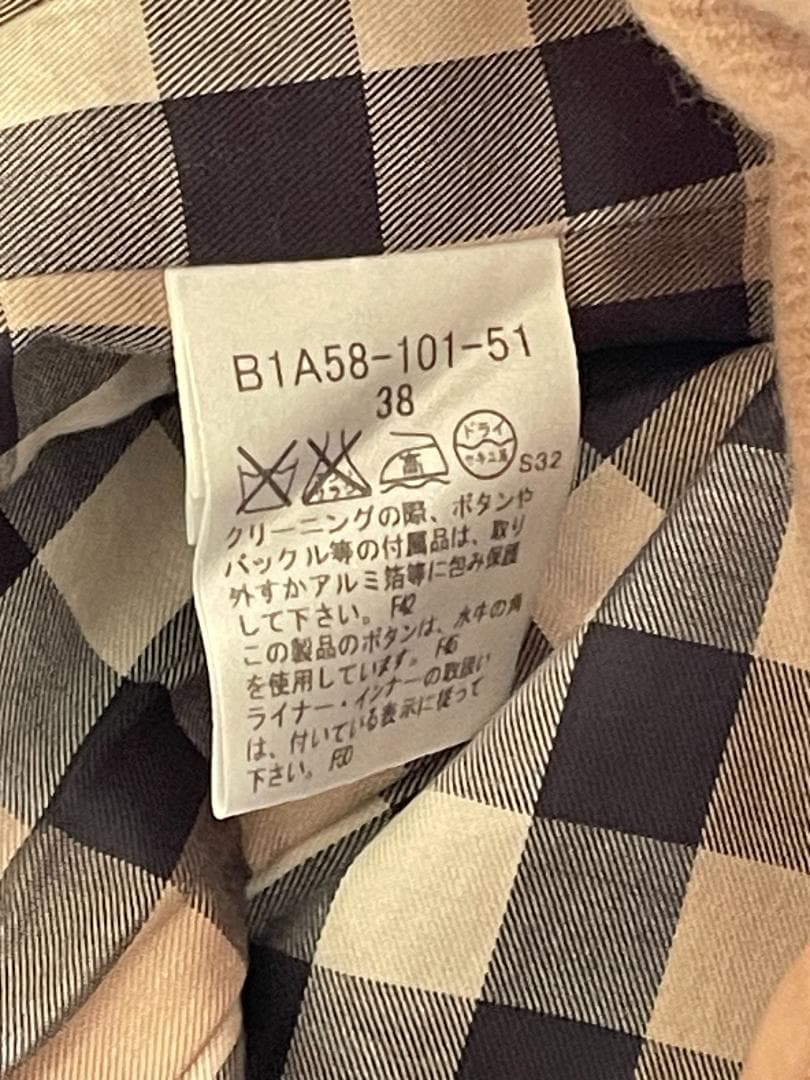 B1A58-101-51
38
高
ドライ
セキユ系
S32
クリーニングの際、ボタンや
バックル等の付属品は、取り
外すかアルミ箔等に包み保護
して下さい。 F42
この製品のボタンは、水牛の角
を使用しています。
ライナー・インナーの取扱い
は、付いている表示に従って
下さい。